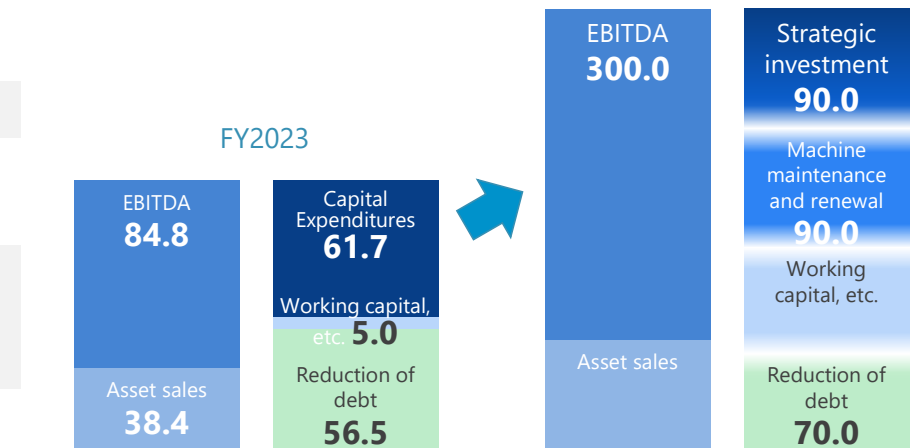 FY2023
EBITDA
84.8
Asset sales
38.4
Capital
Expenditures
61.7
Working capital,
etc. 5.0
Reduction of
debt
56.5
EBITDA
300.0
Asset sales
Strategic
investment
90.0
Machine
maintenance
and renewal
90.0
Working
capital, etc.
Reduction of
debt
70.0